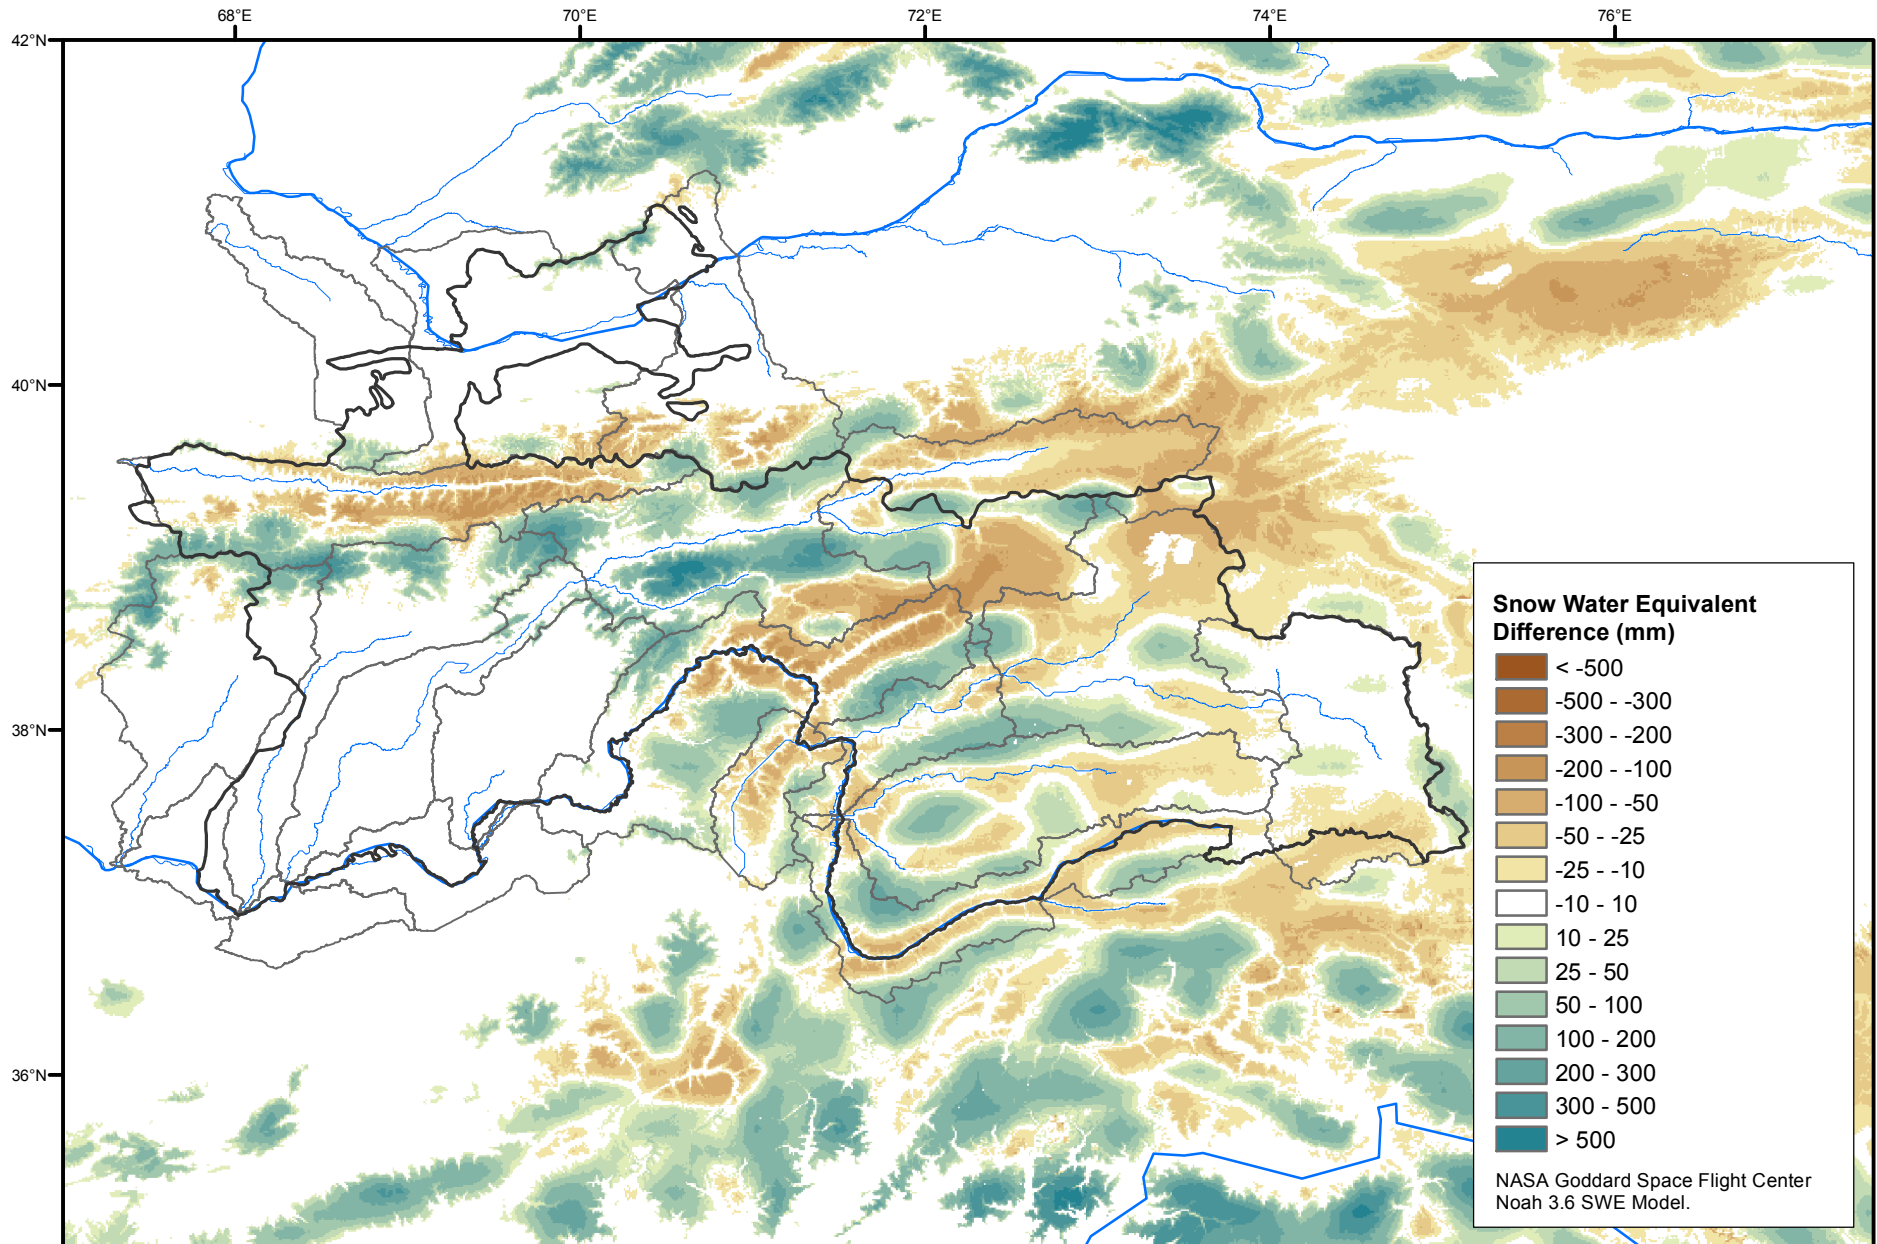 68°E 70°E 72°E 74°E 76°E
42°N
40°N
38°N
36°N
Snow Water Equivalent
Difference (mm)
< -500
-500 - -300
-300 - -200
-200 - -100
-100 - -50
-50 - -25
-25 - -10
-10 - 10
10 - 25
25 - 50
50 - 100
100 - 200
200 - 300
300 - 500
> 500
NASA Goddard Space Flight Center
Noah 3.6 SWE Model.